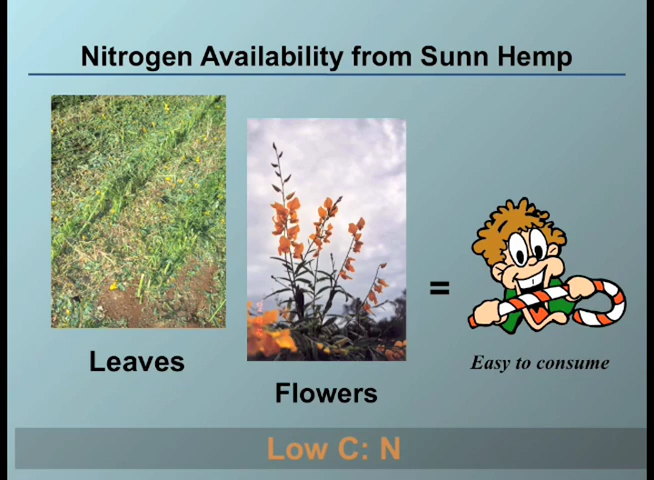 Nitrogen Availability from Sunn Hemp
Leaves
Flowers
=
Easy to consume
Low C: N